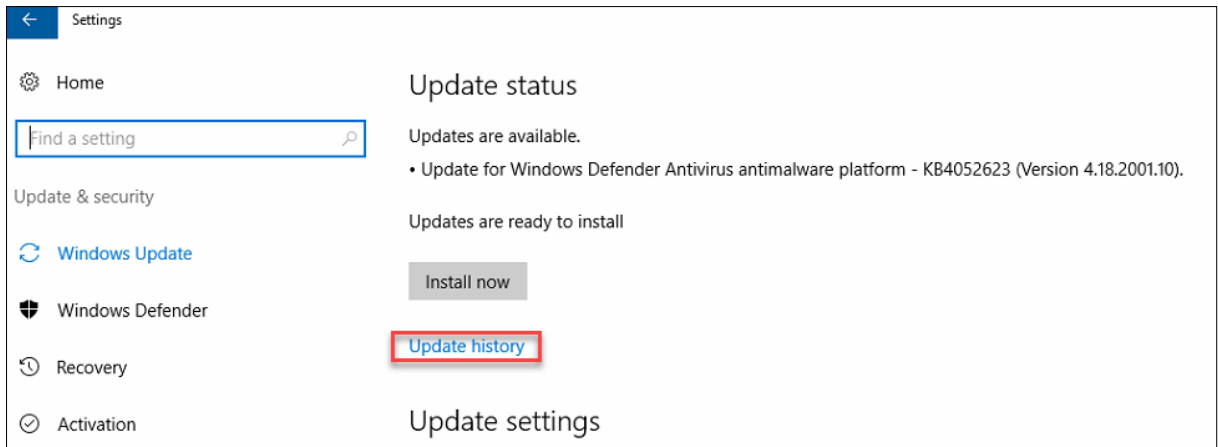 Settings
Home
Find a setting
Update & security
Windows Update
Windows Defender
Recovery
Activation
Update status
Updates are available.
• Update for Windows Defender Antivirus antimalware platform - KB4052623 (Version 4.18.2001.10).
Updates are ready to install
Install now
Update history
Update settings